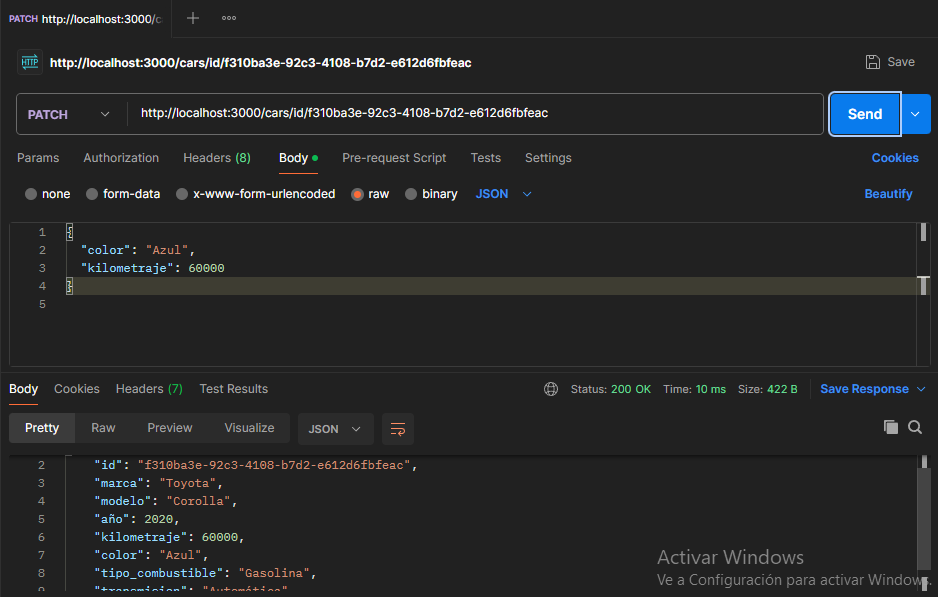 PATCH http://localhost:3000/c
HTTP http://localhost:3000/cars/id/f310ba3e-92c3-4108-b7d2-e612d6fbfeac Save
PATCH http://localhost:3000/cars/id/f310ba3e-92c3-4108-b7d2-e612d6fbfeac Send
Params Authorization Headers (8) Body Pre-request Script Tests Settings Cookies
none form-data x-www-form-urlencoded raw binary JSON Beautify
1 {
2 "color": "Azul",
3 "kilometraje": 60000
4 }
5
Body Cookies Headers (7) Test Results Status: 200 OK Time: 10 ms Size: 422 B Save Response
Pretty Raw Preview Visualize JSON
2 "id": "f310ba3e-92c3-4108-b7d2-e612d6fbfeac",
3 "marca": "Toyota",
4 "modelo": "Corolla",
5 "año": 2020,
6 "kilometraje": 60000,
7 "color": "Azul",
8 "tipo_combustible": "Gasolina",
9 "transmision": "Automática"
Activar Windows
Ve a Configuración para activar Windows.